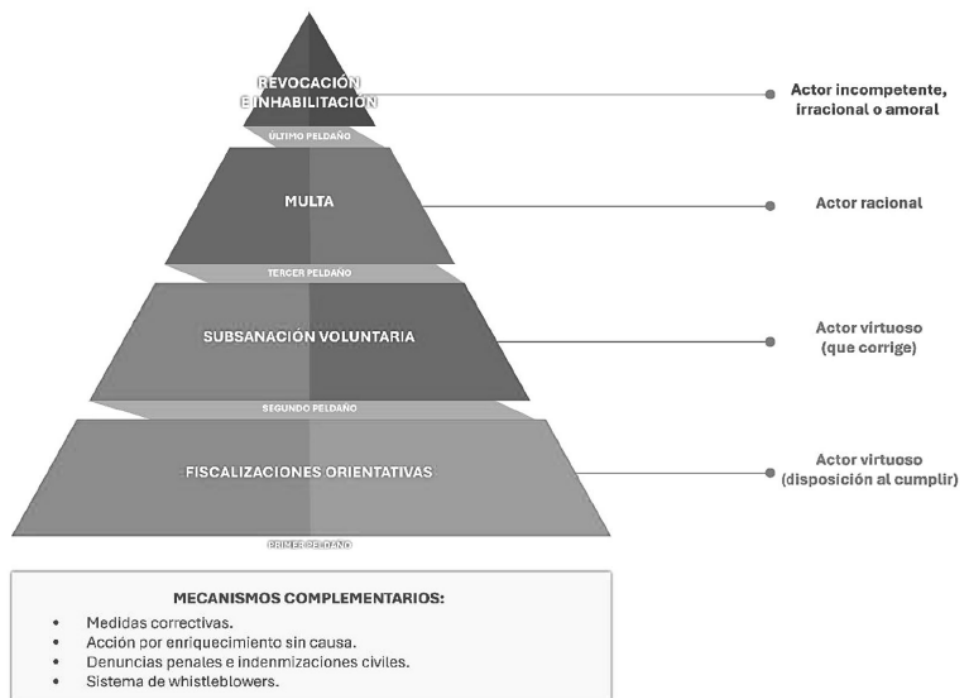 REVOCACIÓN
E INHABILITACIÓN
Actor incompetente,
irracional o amoral
ÚLTIMO PELDAÑO
MULTA
Actor racional
TERCER PELDAÑO
SUBSANACIÓN VOLUNTARIA
Actor virtuoso
(que corrige)
SEGUNDO PELDAÑO
FISCALIZACIONES ORIENTATIVAS
Actor virtuoso
(disposición al cumplir)
PRIMER PELDAÑO
MECANISMOS COMPLEMENTARIOS:
• Medidas correctivas.
• Acción por enriquecimiento sin causa.
• Denuncias penales e indenmizaciones civiles.
• Sistema de whistleblowers.